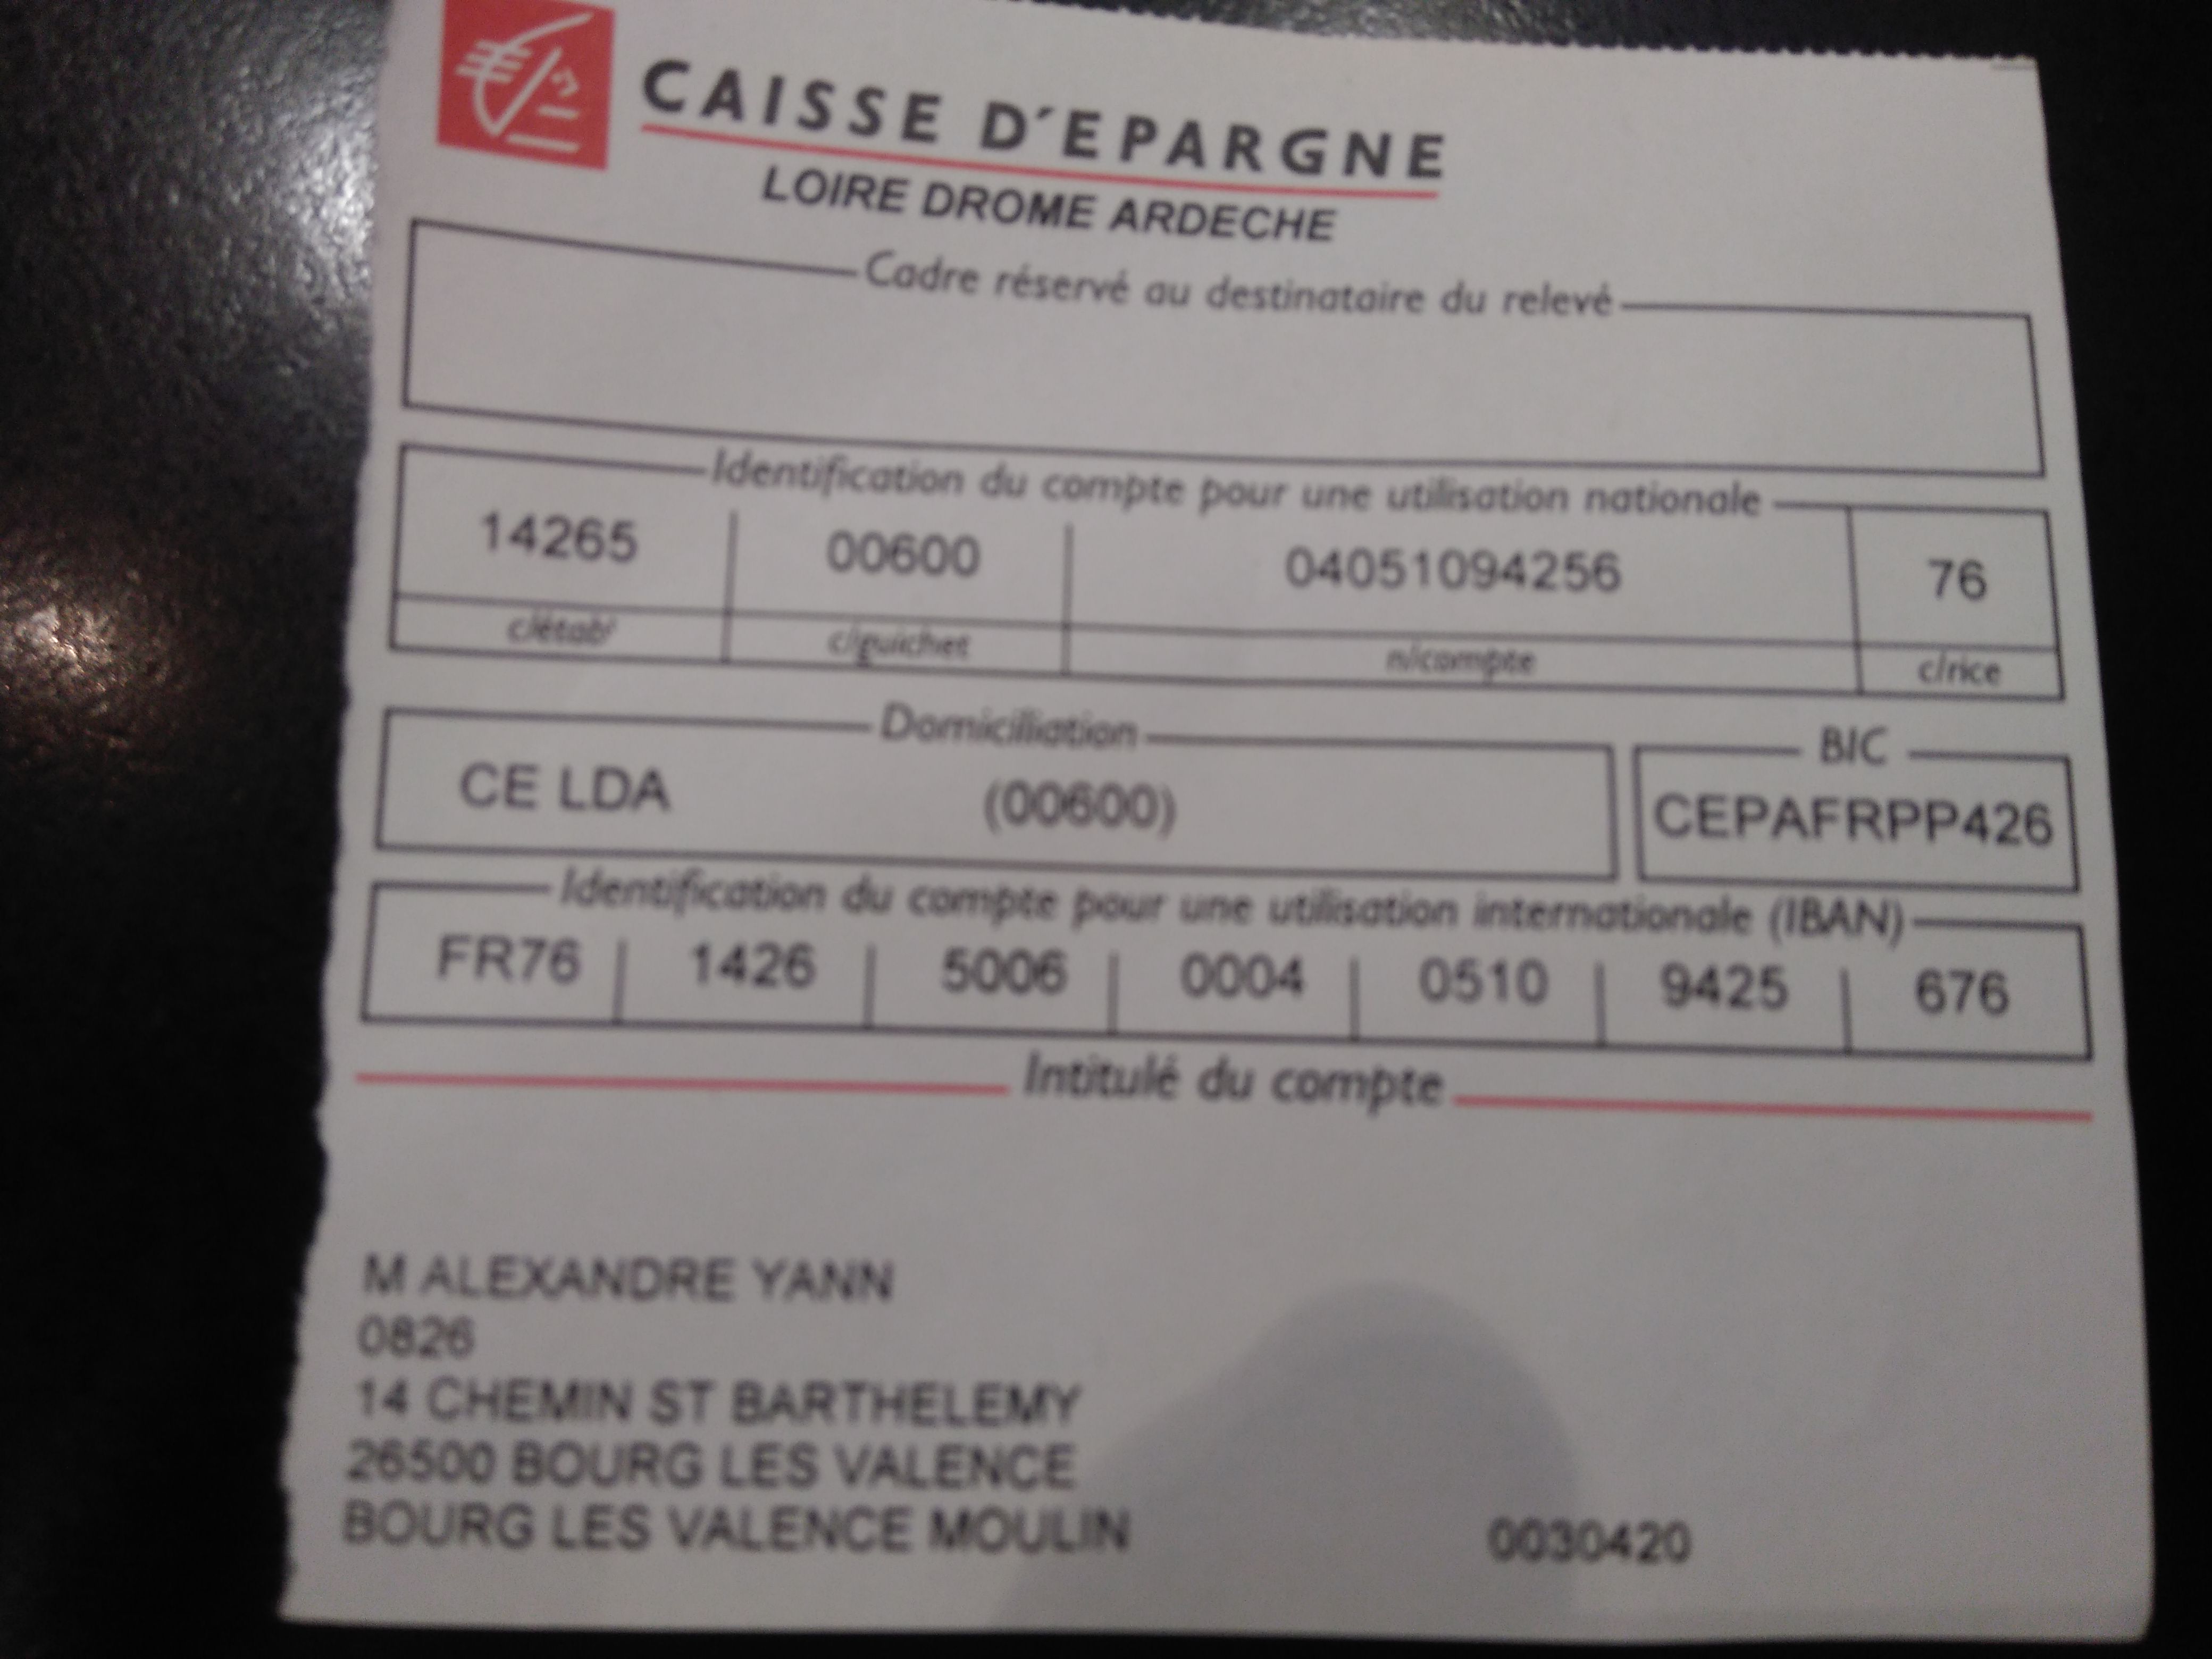 CAISSE D'EPARGNE
LOIRE DROME ARDECHE
Cadre réservé au destinataire du relevé
Identification du compte pour une utilisation nationale
14265 00600 04051094256 76
c/étabt c/guichet n/compte c/rice
Domiciliation BIC
CE LDA (00600) CEPAFRPP426
Identification du compte pour une utilisation internationale (IBAN)
FR76 1426 5006 0004 0510 9425 676
Intitulé du compte
M ALEXANDRE YANN
0826
14 CHEMIN ST BARTHELEMY
26500 BOURG LES VALENCE
BOURG LES VALENCE MOULIN 0030420